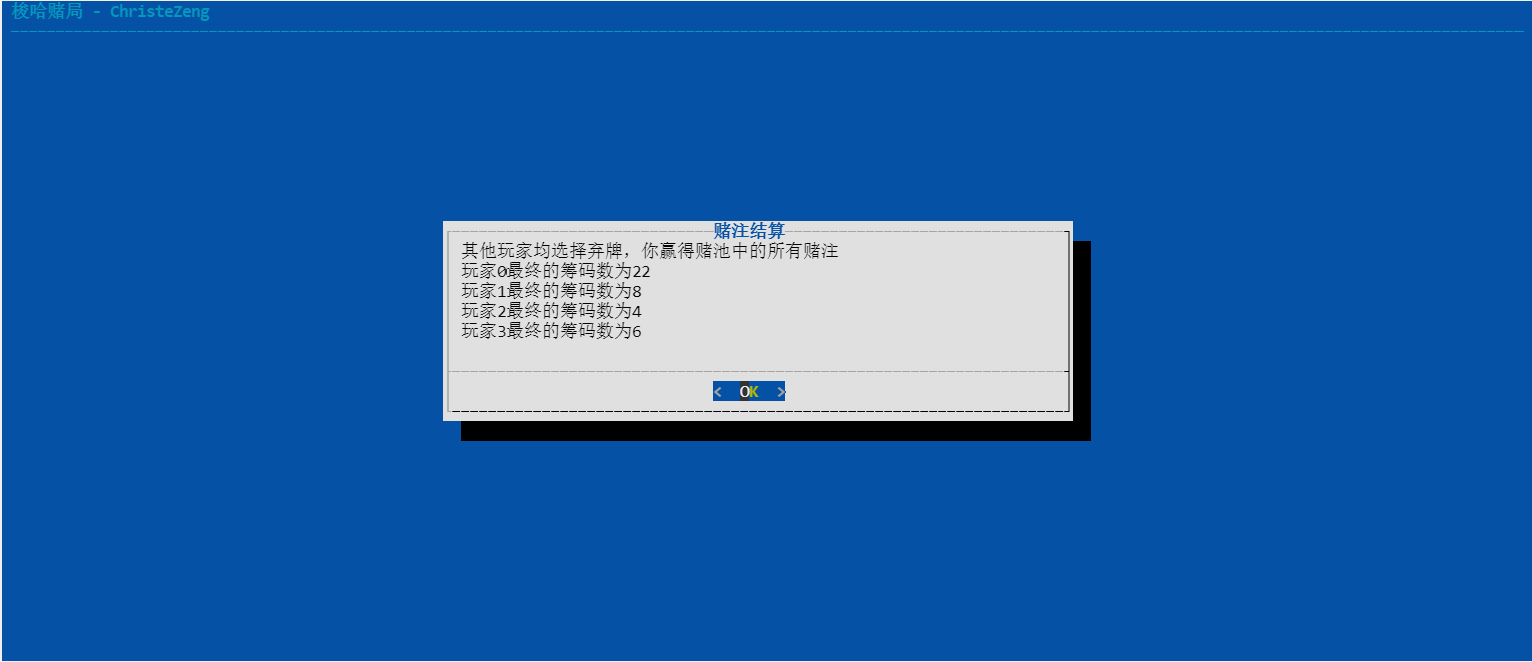 梭哈赌局 - ChristeZeng
赌注结算
其他玩家均选择弃牌，你赢得赌池中的所有赌注
玩家0最终的筹码数为22
玩家1最终的筹码数为8
玩家2最终的筹码数为4
玩家3最终的筹码数为6
< OK >